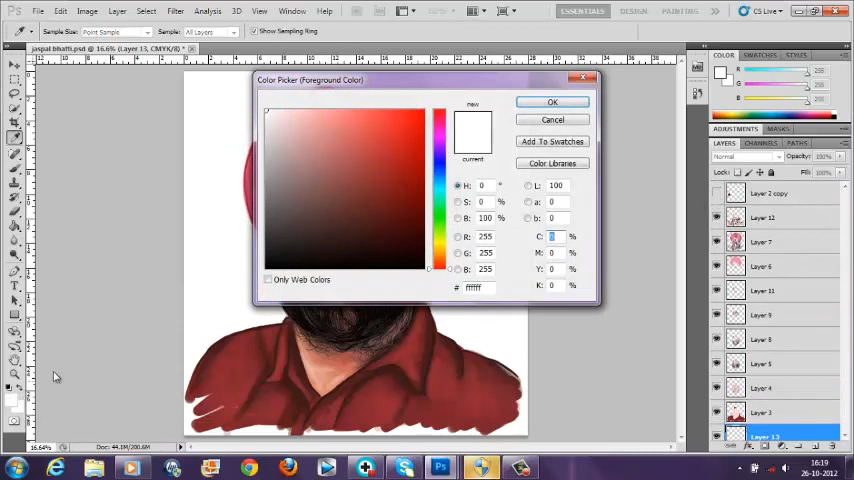 Ps File Edit Image Layer Select Filter Analysis 3D View Window Help 16.6 ESSENTIALS DESIGN PAINTING CS Live
Sample Size: Point Sample Sample: All Layers Show Sampling Ring
jaspal bhatti.psd @ 16.6% (Layer 13, CMYK/8) *
Color Picker (Foreground Color)
new
current
OK
Cancel
Add To Swatches
Color Libraries
H: 0 °
S: 0 %
B: 100 %
R: 255
G: 255
B: 255
# ffffff
L: 100
a: 0
b: 0
C: 0 %
M: 0 %
Y: 0 %
K: 0 %
Only Web Colors
COLOR SWATCHES STYLES
R 255
G 255
B 255
ADJUSTMENTS MASKS
LAYERS CHANNELS PATHS
Normal Opacity: 100%
Lock: Fill: 100%
Layer 2 copy
Layer 12
Layer 7
Layer 6
Layer 11
Layer 9
Layer 8
Layer 5
Layer 4
Layer 3
Layer 13
16.64% Doc: 44.1M/200.6M
16:19
26-10-2012